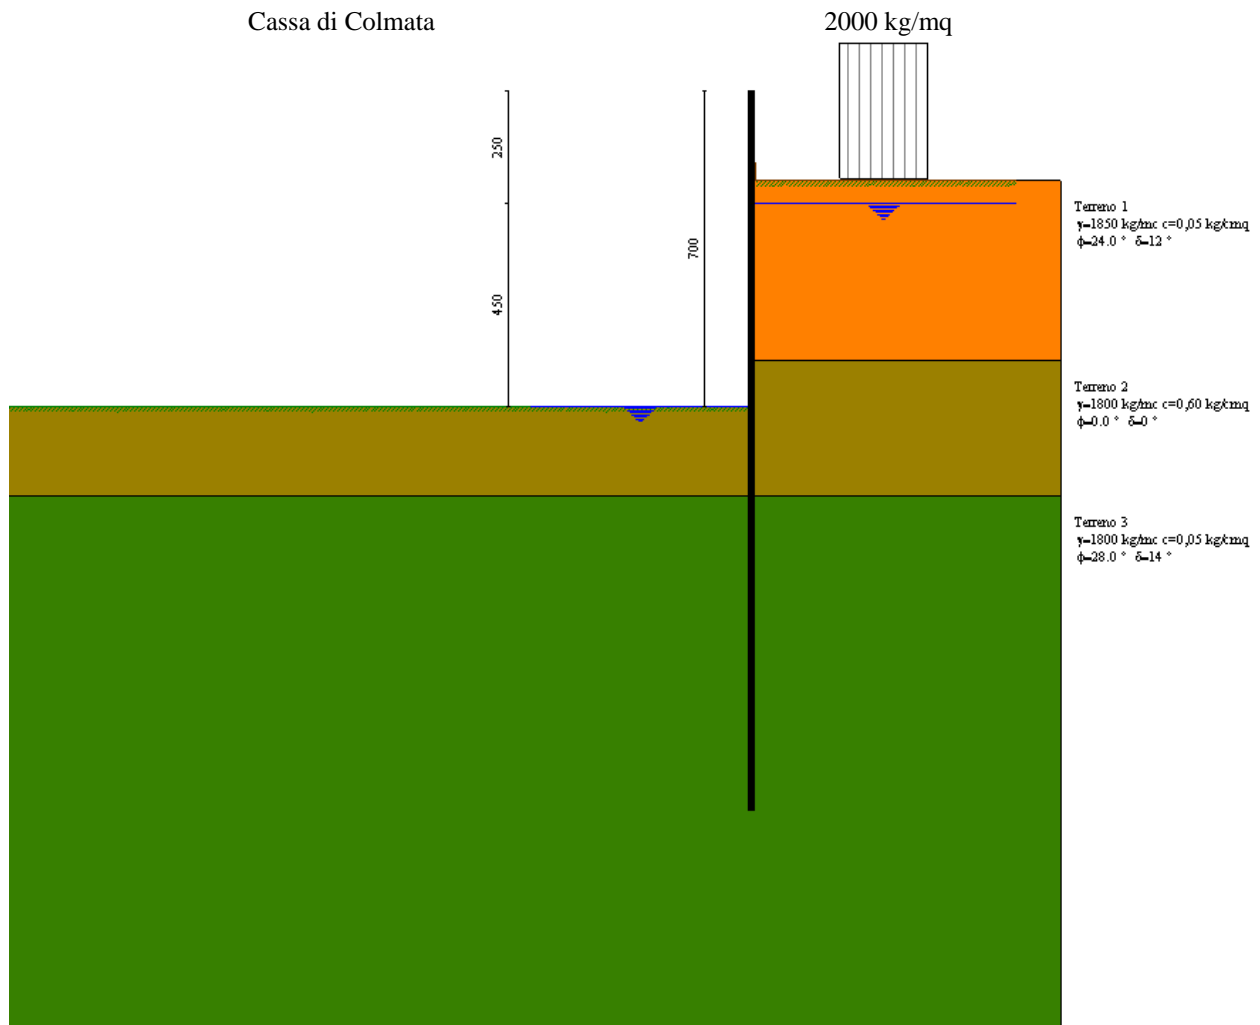 Cassa di Colmata
2000 kg/mq
250
450
700
Terreno 1
γ=1850 kg/mc c=0,05 kg/cmq
ϕ=24.0 ° δ=12 °
Terreno 2
γ=1800 kg/mc c=0,60 kg/cmq
ϕ=0.0 ° δ=0 °
Terreno 3
γ=1800 kg/mc c=0,05 kg/cmq
ϕ=28.0 ° δ=14 °